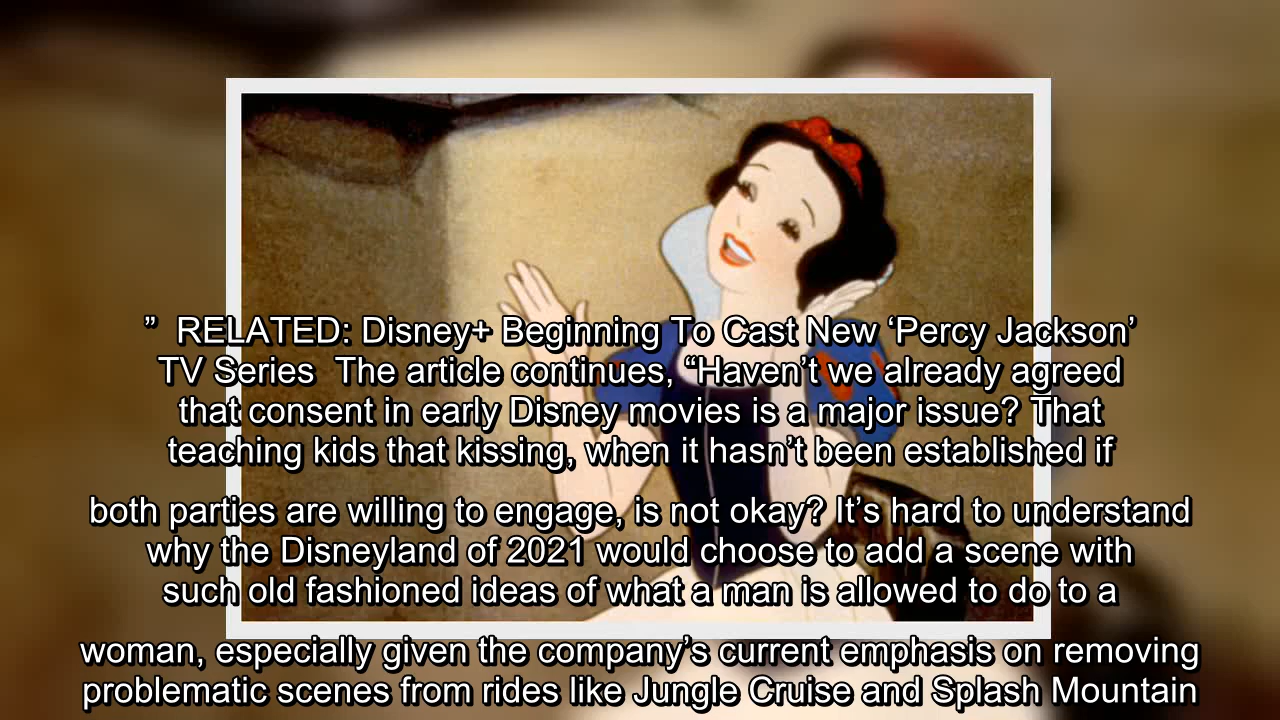 ” RELATED: Disney+ Beginning To Cast New ‘Percy Jackson’
TV Series The article continues, “Haven’t we already agreed
that consent in early Disney movies is a major issue? That
teaching kids that kissing, when it hasn’t been established if
both parties are willing to engage, is not okay? It’s hard to understand
why the Disneyland of 2021 would choose to add a scene with
such old fashioned ideas of what a man is allowed to do to a
woman, especially given the company’s current emphasis on removing
problematic scenes from rides like Jungle Cruise and Splash Mountain